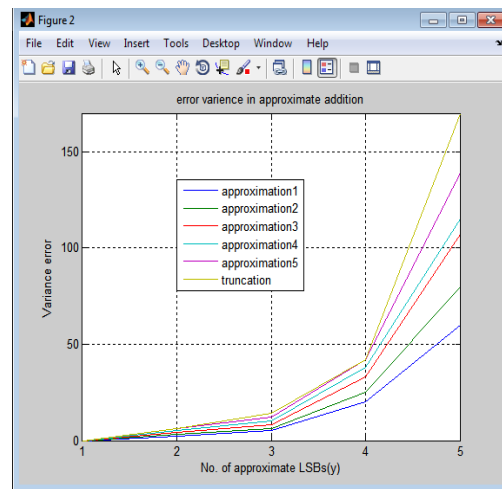 Figure 2
File Edit View Insert Tools Desktop Window Help
error varience in approximate addition
150
100
50
0
Variance error
approximation1
approximation2
approximation3
approximation4
approximation5
truncation
1 2 3 4 5
No. of approximate LSBs(y)